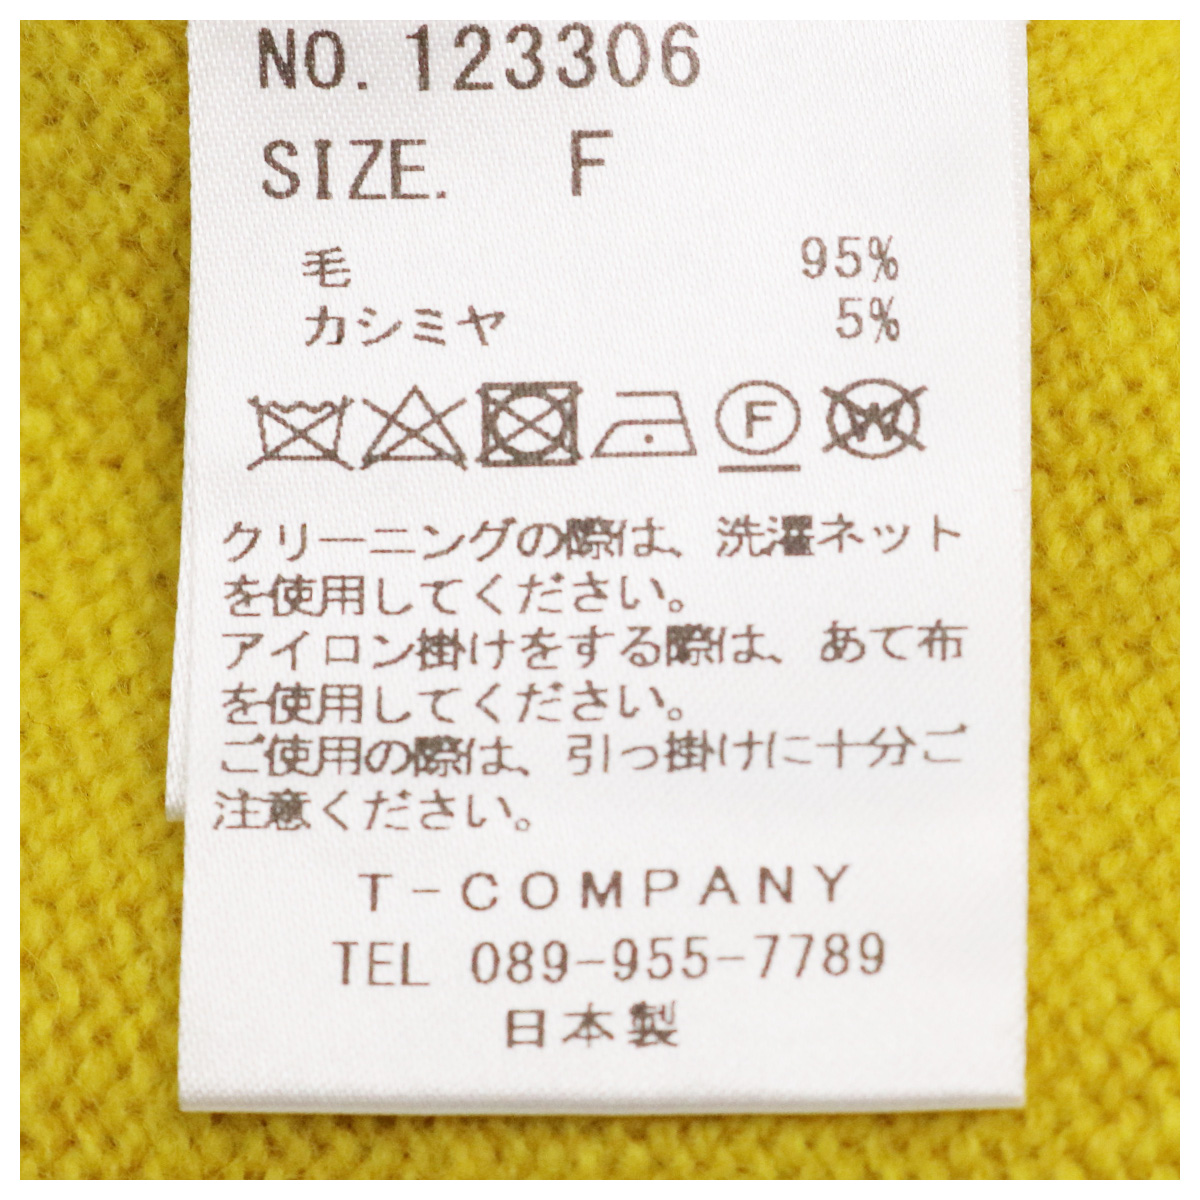 NO. 123306
SIZE. F
毛 95%
カシミヤ 5%
F W
クリーニングの際は、洗濯ネット
を使用してください。
アイロン掛けをする際は、あて布
を使用してください。
ご使用の際は、引っ掛けに十分ご
注意ください。
T-COMPANY
TEL 089-955-7789
日本製